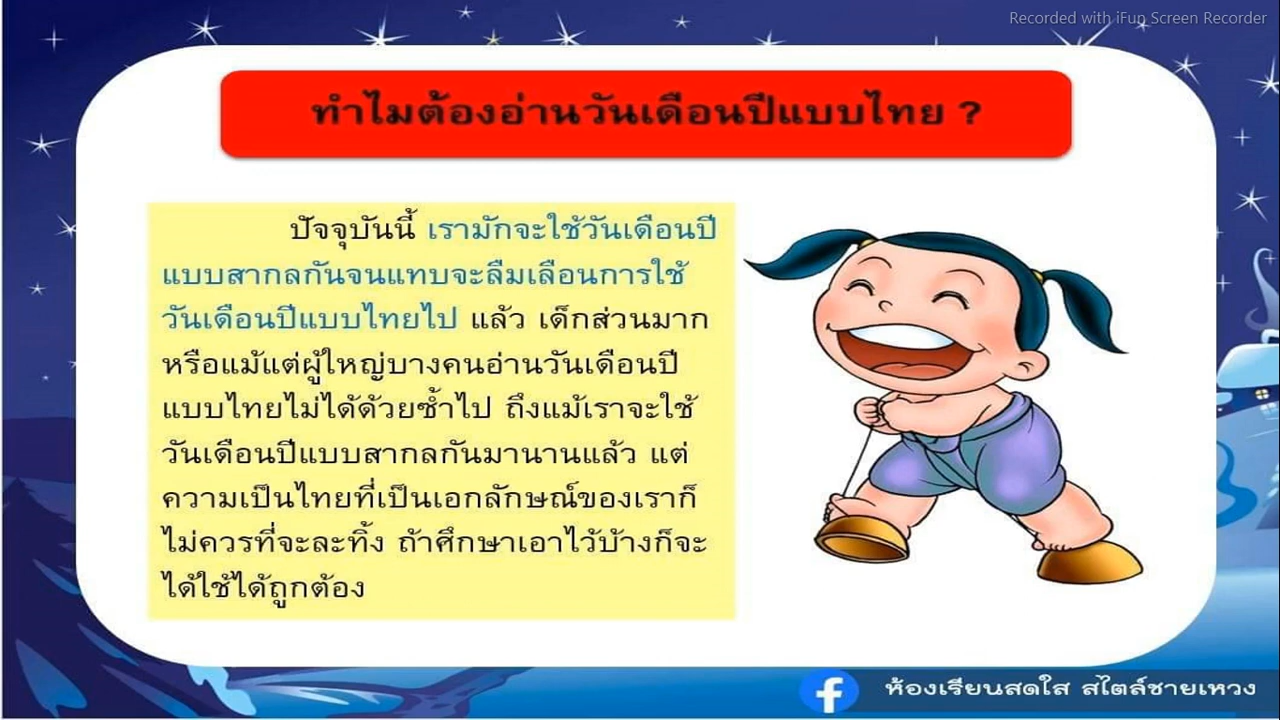 Recorded with iFun Screen Recorder
ทำไมต้องอ่านวันเดือนปีแบบไทย ?
ปัจจุบันนี้ เรามักจะใช้วันเดือนปี
แบบสากลกันจนแทบจะลืมเลือนการใช้
วันเดือนปีแบบไทยไป แล้ว เด็กส่วนมาก
หรือแม้แต่ผู้ใหญ่บางคนอ่านวันเดือนปี
แบบไทยไม่ได้ด้วยซ้ำไป ถึงแม้เราจะใช้
วันเดือนปีแบบสากลกันมานานแล้ว แต่
ความเป็นไทยที่เป็นเอกลักษณ์ของเราก็
ไม่ควรที่จะละทิ้ง ถ้าศึกษาเอาไว้บ้างก็จะ
ได้ใช้ได้ถูกต้อง
ห้องเรียนสดใส สไตล์ชายเหวง